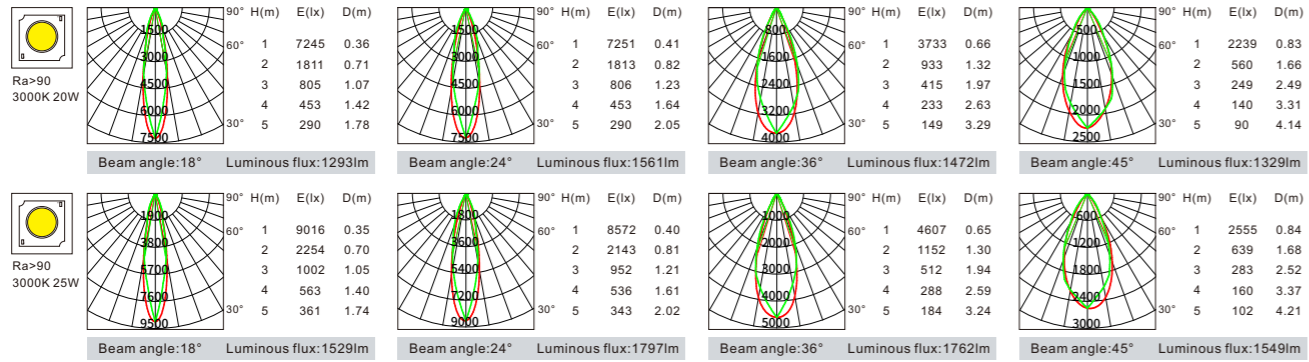 Ra>90
3000K 20W
1500
3000
4500
6000
7500
90°
60°
30°
H(m) E(lx) D(m)
1 7245 0.36
2 1811 0.71
3 805 1.07
4 453 1.42
5 290 1.78
Beam angle:18° Luminous flux:1293lm
1500
3000
4500
6000
7500
90°
60°
30°
H(m) E(lx) D(m)
1 7251 0.41
2 1813 0.82
3 806 1.23
4 453 1.64
5 290 2.05
Beam angle:24° Luminous flux:1561lm
800
1600
2400
3200
4000
90°
60°
30°
H(m) E(lx) D(m)
1 3733 0.66
2 933 1.32
3 415 1.97
4 233 2.63
5 149 3.29
Beam angle:36° Luminous flux:1472lm
500
1000
1500
2000
2500
90°
60°
30°
H(m) E(lx) D(m)
1 2239 0.83
2 560 1.66
3 249 2.49
4 140 3.31
5 90 4.14
Beam angle:45° Luminous flux:1329lm
Ra>90
3000K 25W
1900
3800
5700
7600
9500
90°
60°
30°
H(m) E(lx) D(m)
1 9016 0.35
2 2254 0.70
3 1002 1.05
4 563 1.40
5 361 1.74
Beam angle:18° Luminous flux:1529lm
1800
3600
5400
7200
9000
90°
60°
30°
H(m) E(lx) D(m)
1 8572 0.40
2 2143 0.81
3 952 1.21
4 536 1.61
5 343 2.02
Beam angle:24° Luminous flux:1797lm
1000
2000
3000
4000
5000
90°
60°
30°
H(m) E(lx) D(m)
1 4607 0.65
2 1152 1.30
3 512 1.94
4 288 2.59
5 184 3.24
Beam angle:36° Luminous flux:1762lm
600
1200
1800
2400
3000
90°
60°
30°
H(m) E(lx) D(m)
1 2555 0.84
2 639 1.68
3 283 2.52
4 160 3.37
5 102 4.21
Beam angle:45° Luminous flux:1549lm